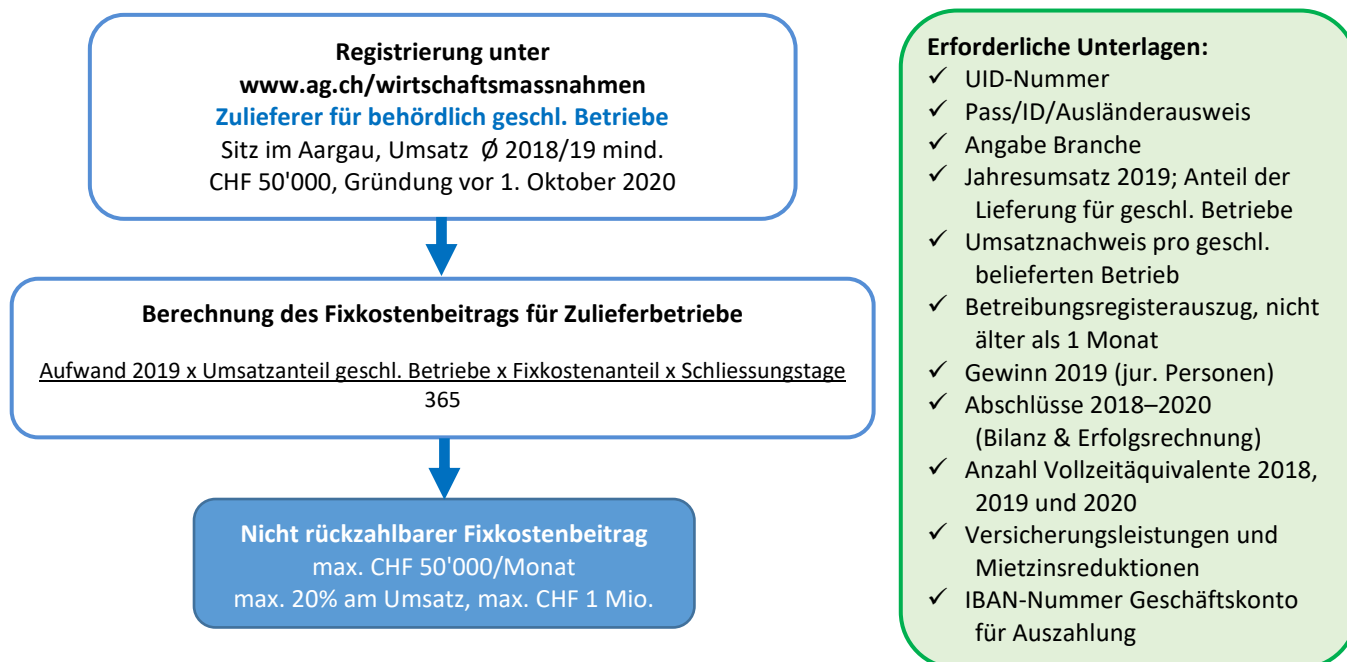 Registrierung unter
www.ag.ch/wirtschaftsmassnahmen
Zulieferer für behördlich geschl. Betriebe
Sitz im Aargau, Umsatz Ø 2018/19 mind.
CHF 50'000, Gründung vor 1. Oktober 2020
Berechnung des Fixkostenbeitrags für Zulieferbetriebe
Aufwand 2019 x Umsatzanteil geschl. Betriebe x Fixkostenanteil x Schliessungstage
365
Nicht rückzahlbarer Fixkostenbeitrag
max. CHF 50'000/Monat
max. 20% am Umsatz, max. CHF 1 Mio.
Erforderliche Unterlagen:
✓ UID-Nummer
✓ Pass/ID/Ausländerausweis
✓ Angabe Branche
✓ Jahresumsatz 2019; Anteil der
Lieferung für geschl. Betriebe
✓ Umsatznachweis pro geschl.
belieferten Betrieb
✓ Betreibungsregisterauszug, nicht
älter als 1 Monat
✓ Gewinn 2019 (jur. Personen)
✓ Abschlüsse 2018–2020
(Bilanz & Erfolgsrechnung)
✓ Anzahl Vollzeitäquivalente 2018,
2019 und 2020
✓ Versicherungsleistungen und
Mietzinsreduktionen
✓ IBAN-Nummer Geschäftskonto
für Auszahlung